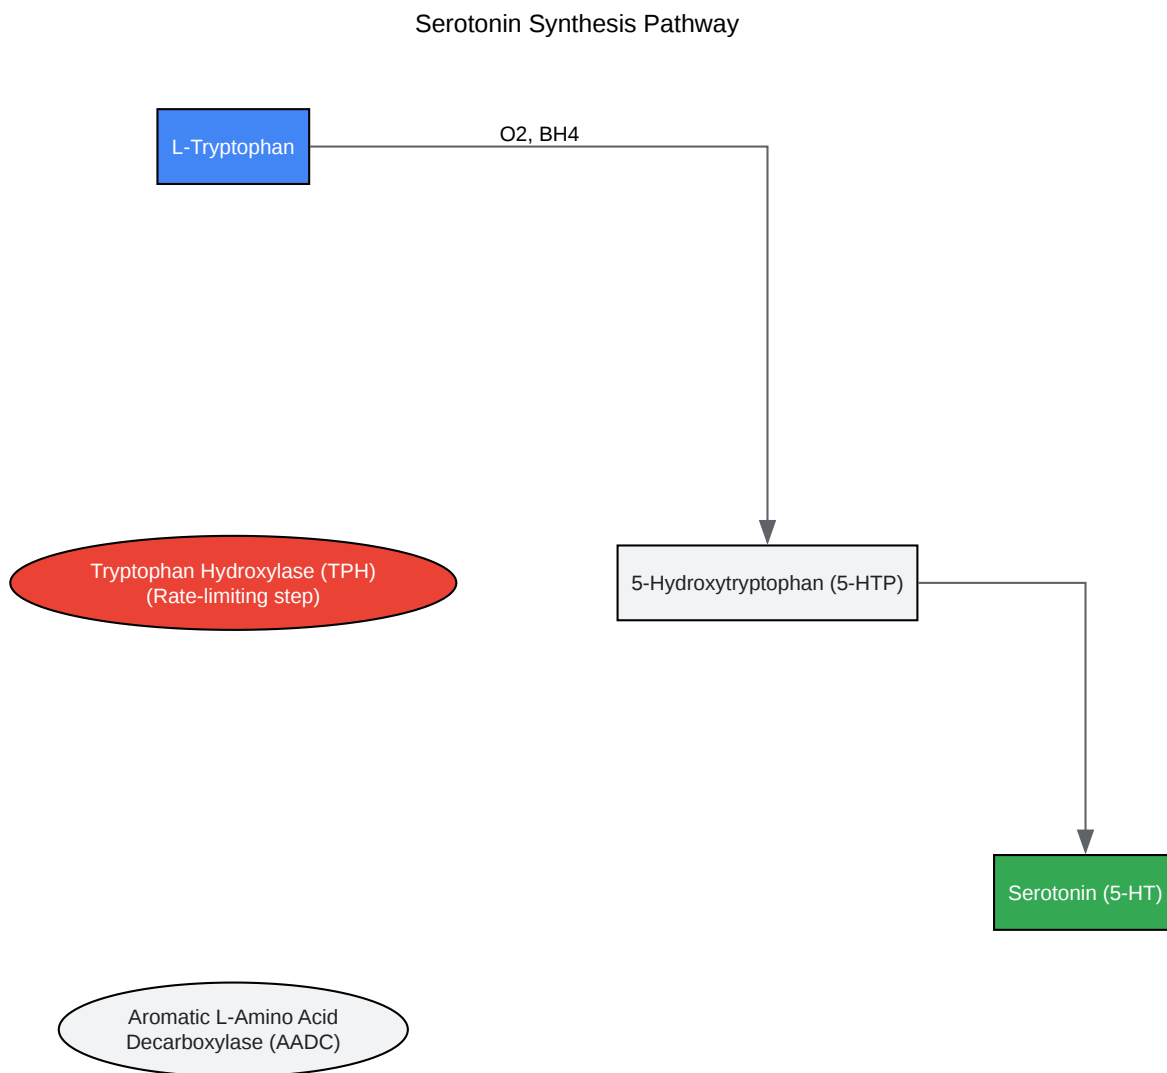 Serotonin Synthesis Pathway
L-Tryptophan
O2, BH4
Tryptophan Hydroxylase (TPH)
(Rate-limiting step)
5-Hydroxytryptophan (5-HTP)
Serotonin (5-HT)
Aromatic L-Amino Acid
Decarboxylase (AADC)